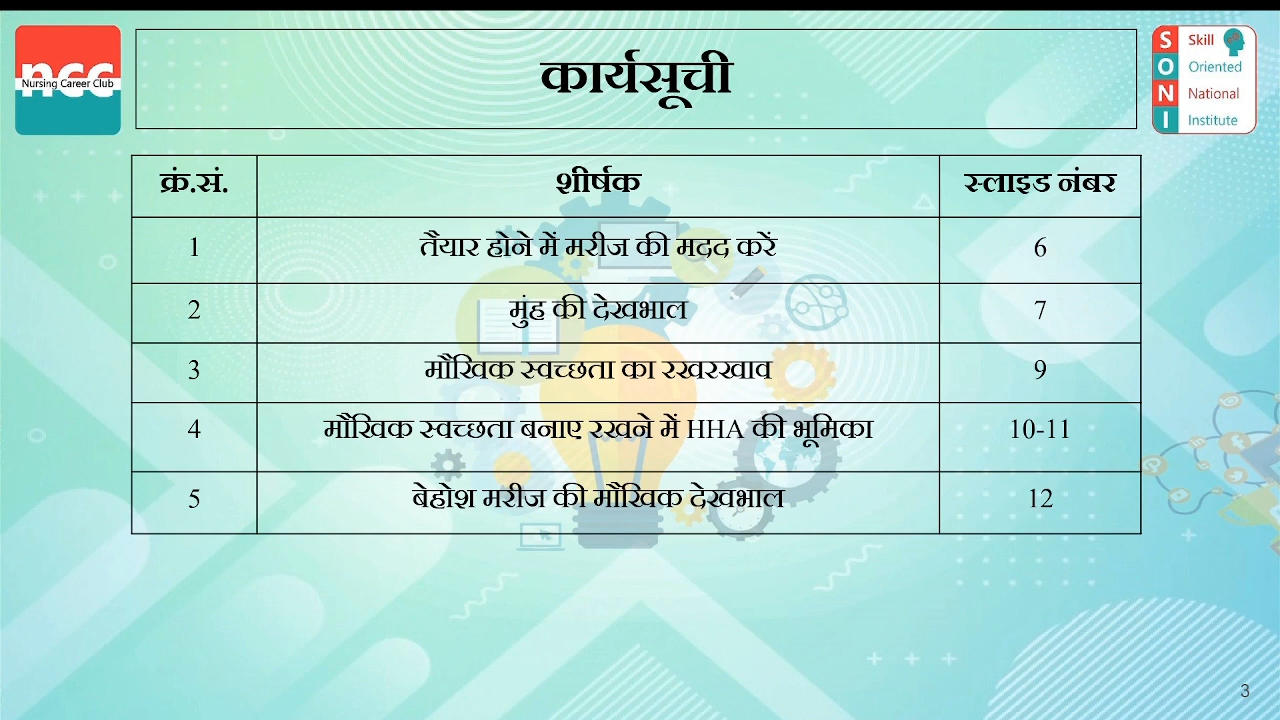 ncc
Nursing Career Club
कार्यसूची
S Skill
O Oriented
N National
I Institute
क्रं.सं. शीर्षक स्लाइड नंबर
1 तैयार होने में मरीज की मदद करें 6
2 मुंह की देखभाल 7
3 मौखिक स्वच्छता का रखरखाव 9
4 मौखिक स्वच्छता बनाए रखने में HHA की भूमिका 10-11
5 बेहोश मरीज की मौखिक देखभाल 12
3